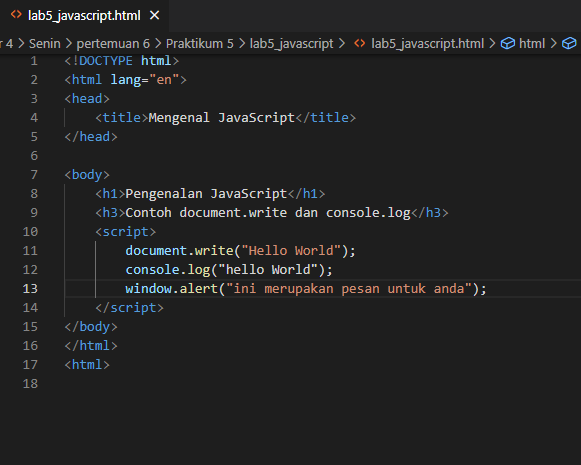 lab5_javascript.html
r 4 > Senin > pertemuan 6 > Praktikum 5 > lab5_javascript > lab5_javascript.html > html >
1 <!DOCTYPE html>
2 <html lang="en">
3 <head>
4 <title>Mengenal JavaScript</title>
5 </head>
6
7 <body>
8 <h1>Pengenalan JavaScript</h1>
9 <h3>Contoh document.write dan console.log</h3>
10 <script>
11 document.write("Hello World");
12 console.log("hello World");
13 window.alert("ini merupakan pesan untuk anda");
14 </script>
15 </body>
16 </html>
17 <html>
18